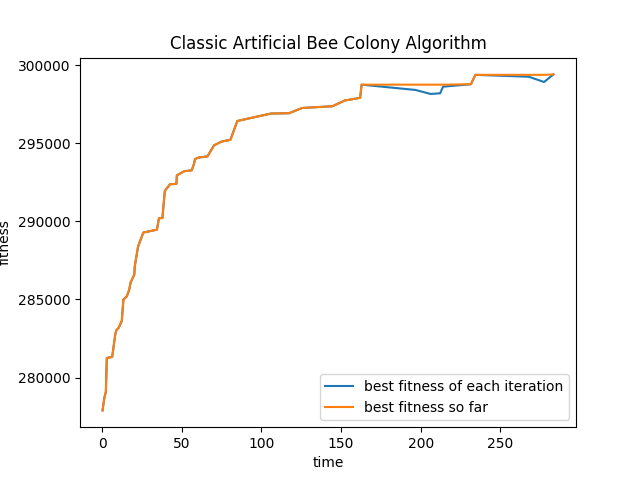 Classic Artificial Bee Colony Algorithm
300000
295000
290000
285000
280000
fitness
0 50 100 150 200 250
time
best fitness of each iteration
best fitness so far